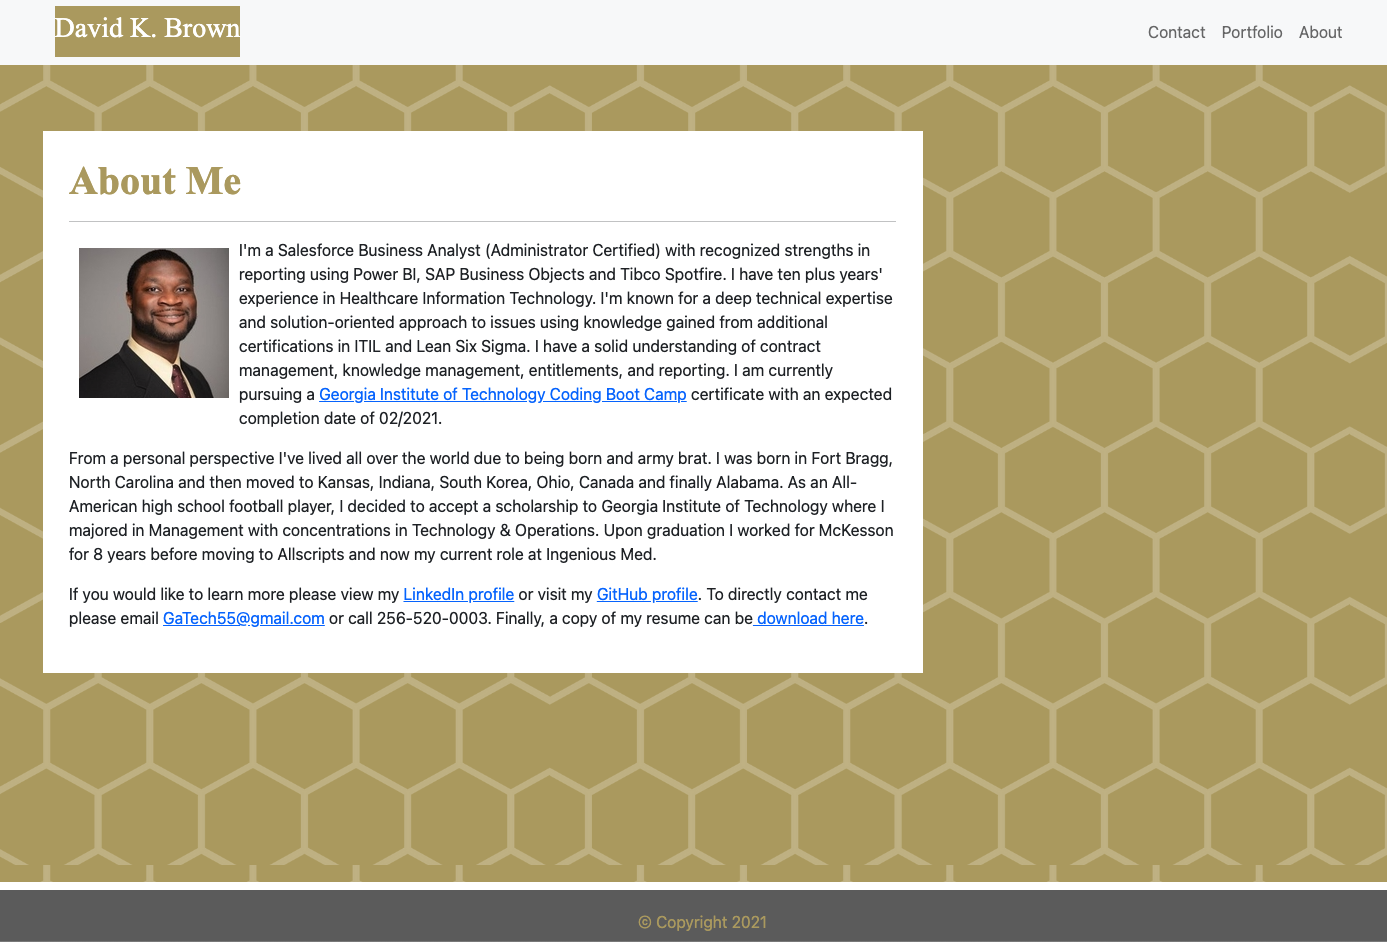 David K. Brown
Contact Portfolio About
About Me
I'm a Salesforce Business Analyst (Administrator Certified) with recognized strengths in
reporting using Power BI, SAP Business Objects and Tibco Spotfire. I have ten plus years'
experience in Healthcare Information Technology. I'm known for a deep technical expertise
and solution-oriented approach to issues using knowledge gained from additional
certifications in ITIL and Lean Six Sigma. I have a solid understanding of contract
management, knowledge management, entitlements, and reporting. I am currently
pursuing a Georgia Institute of Technology Coding Boot Camp certificate with an expected
completion date of 02/2021.
From a personal perspective I've lived all over the world due to being born and army brat. I was born in Fort Bragg,
North Carolina and then moved to Kansas, Indiana, South Korea, Ohio, Canada and finally Alabama. As an All-
American high school football player, I decided to accept a scholarship to Georgia Institute of Technology where I
majored in Management with concentrations in Technology & Operations. Upon graduation I worked for McKesson
for 8 years before moving to Allscripts and now my current role at Ingenious Med.
If you would like to learn more please view my LinkedIn profile or visit my GitHub profile. To directly contact me
please email GaTech55@gmail.com or call 256-520-0003. Finally, a copy of my resume can be download here.
© Copyright 2021